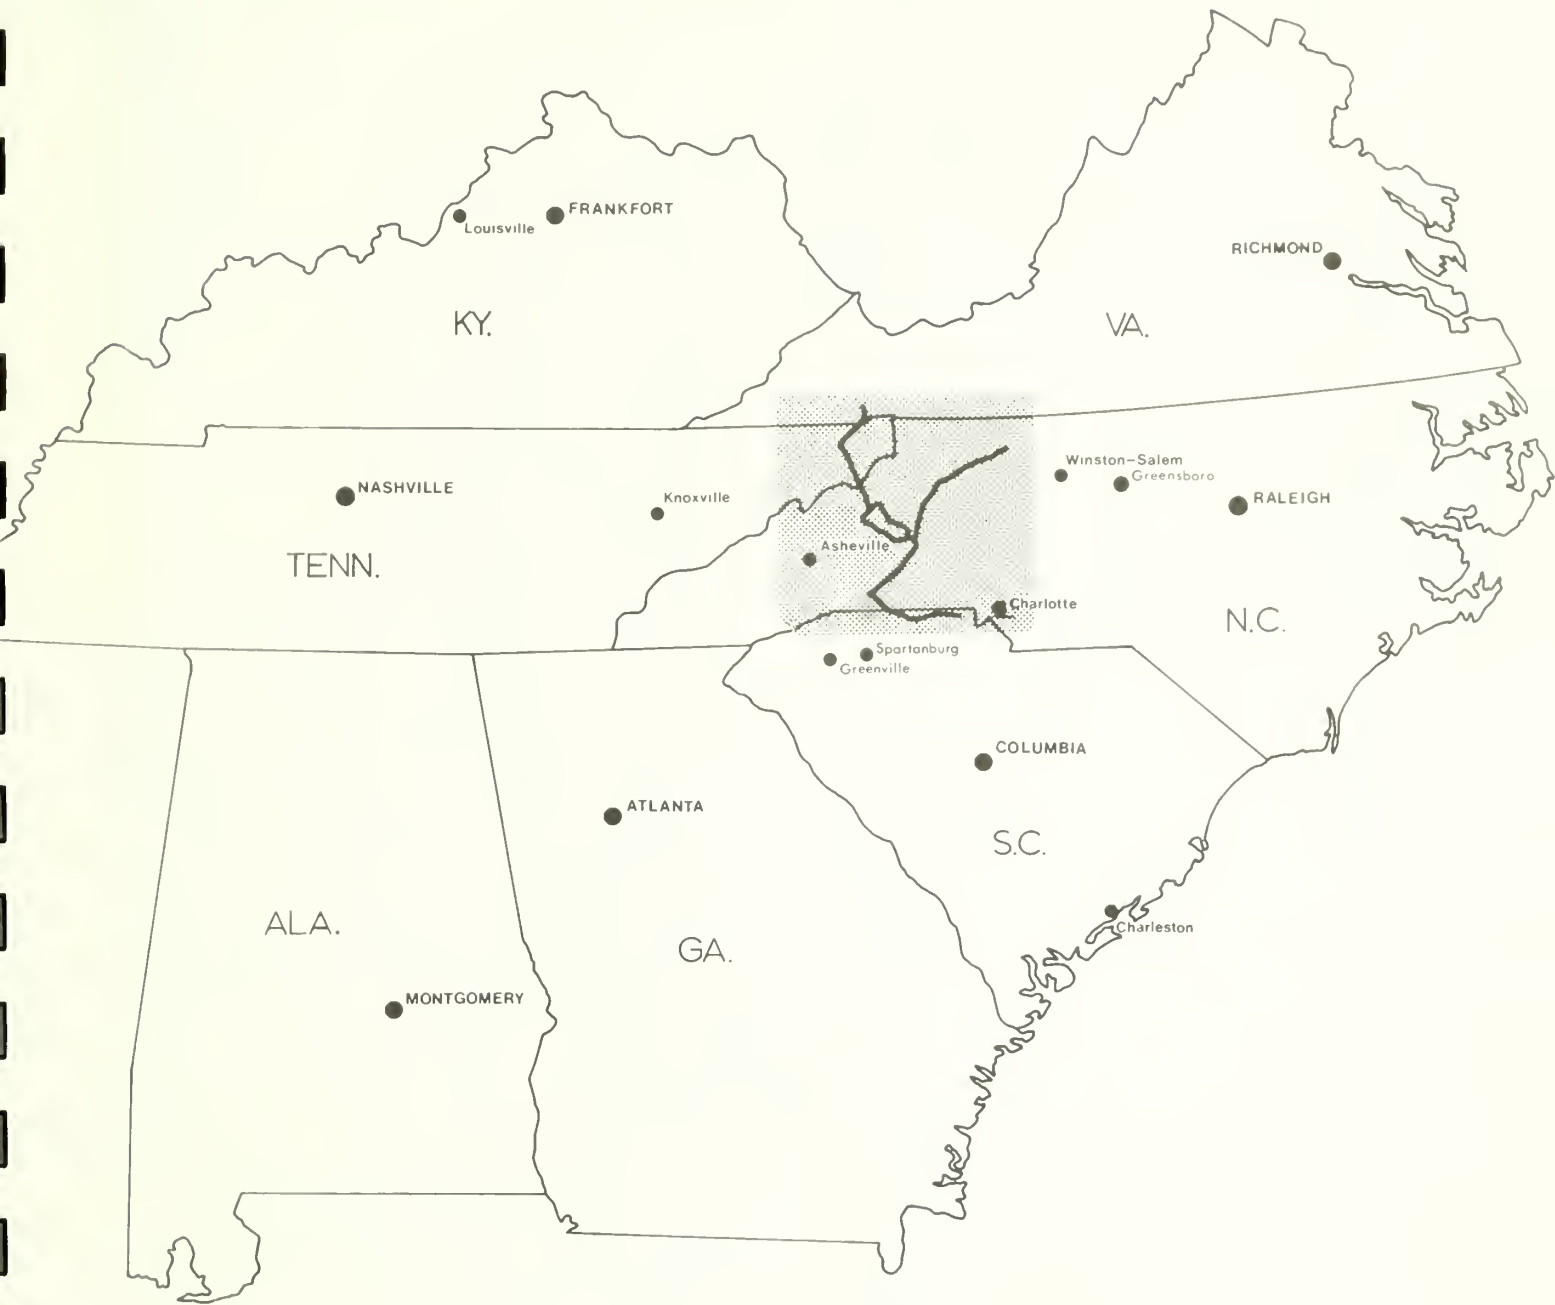 FRANKFORT
Louisville
RICHMOND
KY.
VA.
Winston-Salem
Greensboro
NASHVILLE
Knoxville
RALEIGH
Asheville
TENN.
Charlotte
N.C.
Spartanburg
Greenville
COLUMBIA
ATLANTA
S.C.
ALA.
Charleston
GA.
MONTGOMERY